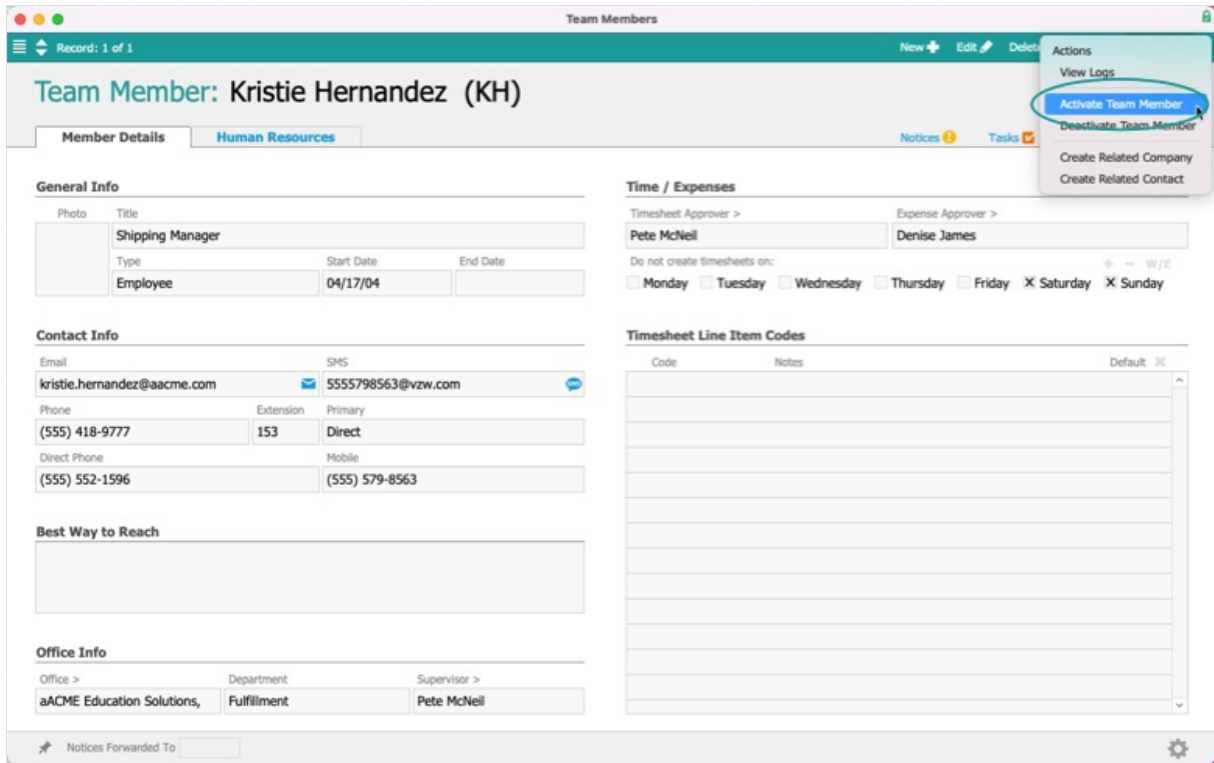 Team Members
Record: 1 of 1 New Edit
Actions
View Logs
Activate Team Member
Deactivate Team Member
Create Related Company
Create Related Contact
Team Member: Kristie Hernandez (KH)
Member Details Human Resources Notices Tasks
General Info
Photo Title
Shipping Manager
Type Start Date End Date
Employee 04/17/04
Time / Expenses
Timesheet Approver > Expense Approver >
Pete McNeil Denise James
Do not create timesheets on: + − W/E
Monday Tuesday Wednesday Thursday Friday X Saturday X Sunday
Contact Info
Email SMS
kristie.hernandez@aacme.com 5555798563@vzw.com SMS
Phone Extension Primary
(555) 418-9777 153 Direct
Direct Phone Mobile
(555) 552-1596 (555) 579-8563
Timesheet Line Item Codes
Code Notes Default
Best Way to Reach
Office Info
Office > Department Supervisor >
aACME Education Solutions, Fulfillment Pete McNeil
Notices Forwarded To